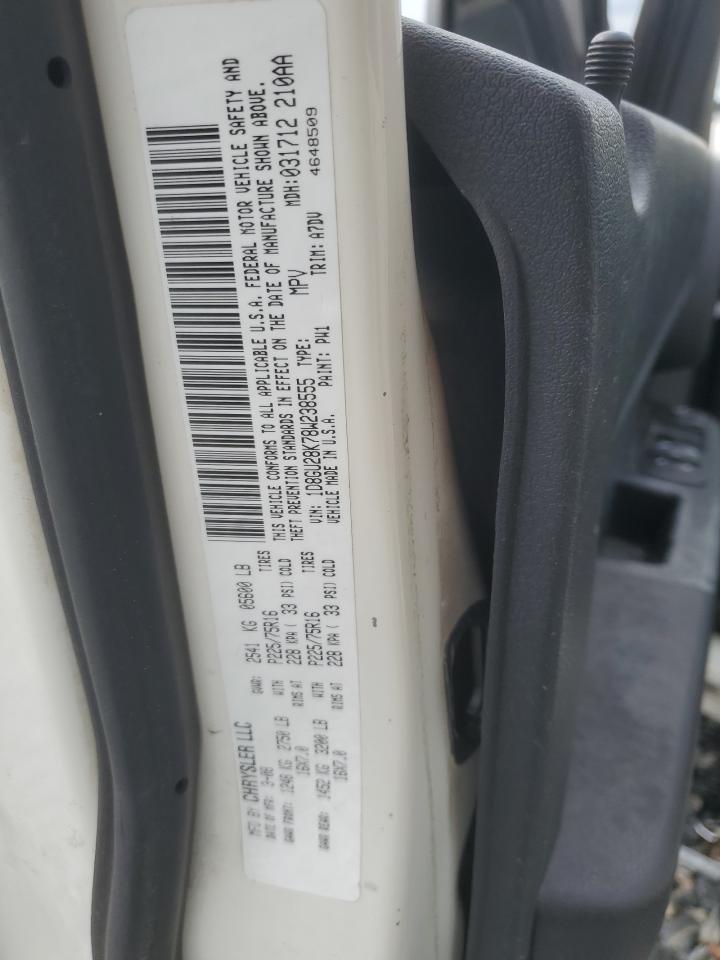 MFD BY CHRYSLER LLC
DATE OF MFR: 3-08 GVWR: 2541 KG 05600 LB
GAWR FRONT: 1248 KG 2750 LB WITH P225/75R16 TIRES
16X7.0 RIMS AT 228 KPA ( 33 PSI) COLD
GAWR REAR: 1452 KG 3200 LB WITH P225/75R16 TIRES
16X7.0 RIMS AT 228 KPA ( 33 PSI) COLD
THIS VEHICLE CONFORMS TO ALL APPLICABLE U.S.A. FEDERAL MOTOR VEHICLE SAFETY AND
THEFT PREVENTION STANDARDS IN EFFECT ON THE DATE OF MANUFACTURE SHOWN ABOVE.
VIN: 1D8GU28K78W238555 TYPE: MPV MDH:031712 210AA
VEHICLE MADE IN U.S.A. PAINT: PW1 TRIM: A7DV 4648509